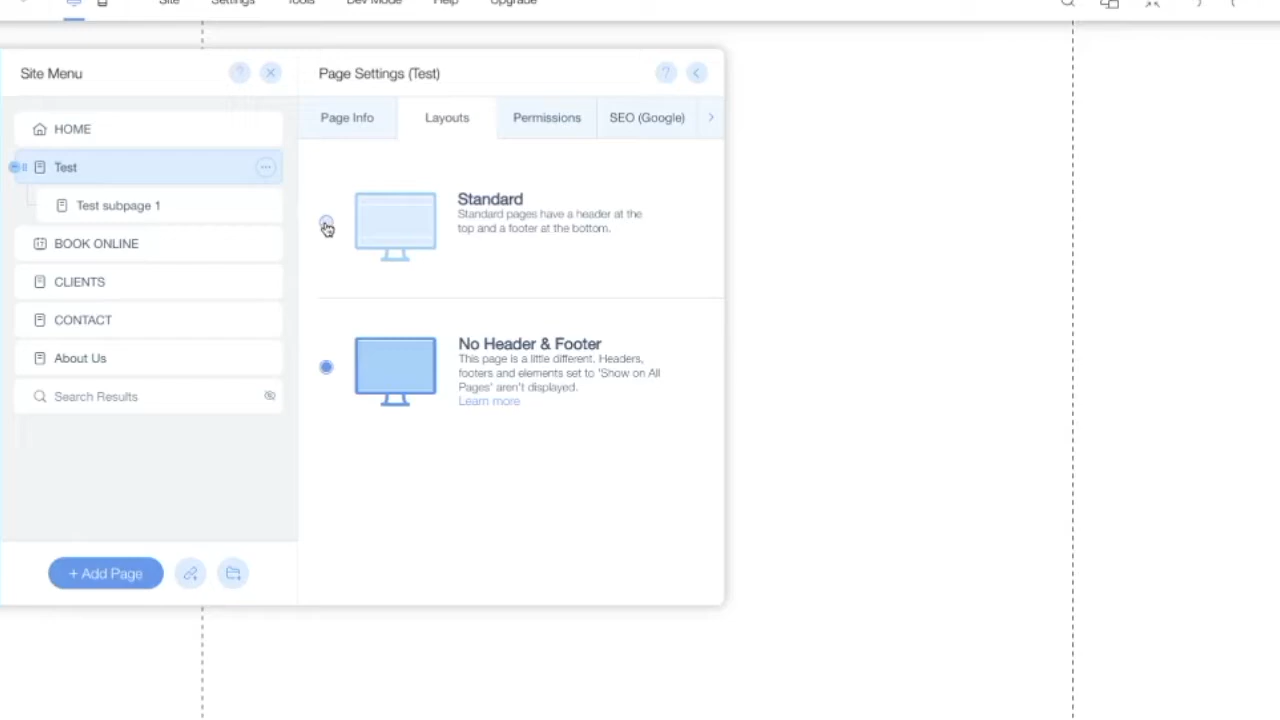 Site Settings Tools Dev Mode Help Upgrade
Site Menu ?
HOME
Test
Test subpage 1
BOOK ONLINE
CLIENTS
CONTACT
About Us
Search Results
+ Add Page
Page Settings (Test) ?
Page Info Layouts Permissions SEO (Google)
Standard
Standard pages have a header at the
top and a footer at the bottom.
No Header & Footer
This page is a little different. Headers,
footers and elements set to 'Show on All
Pages' aren't displayed.
Learn more